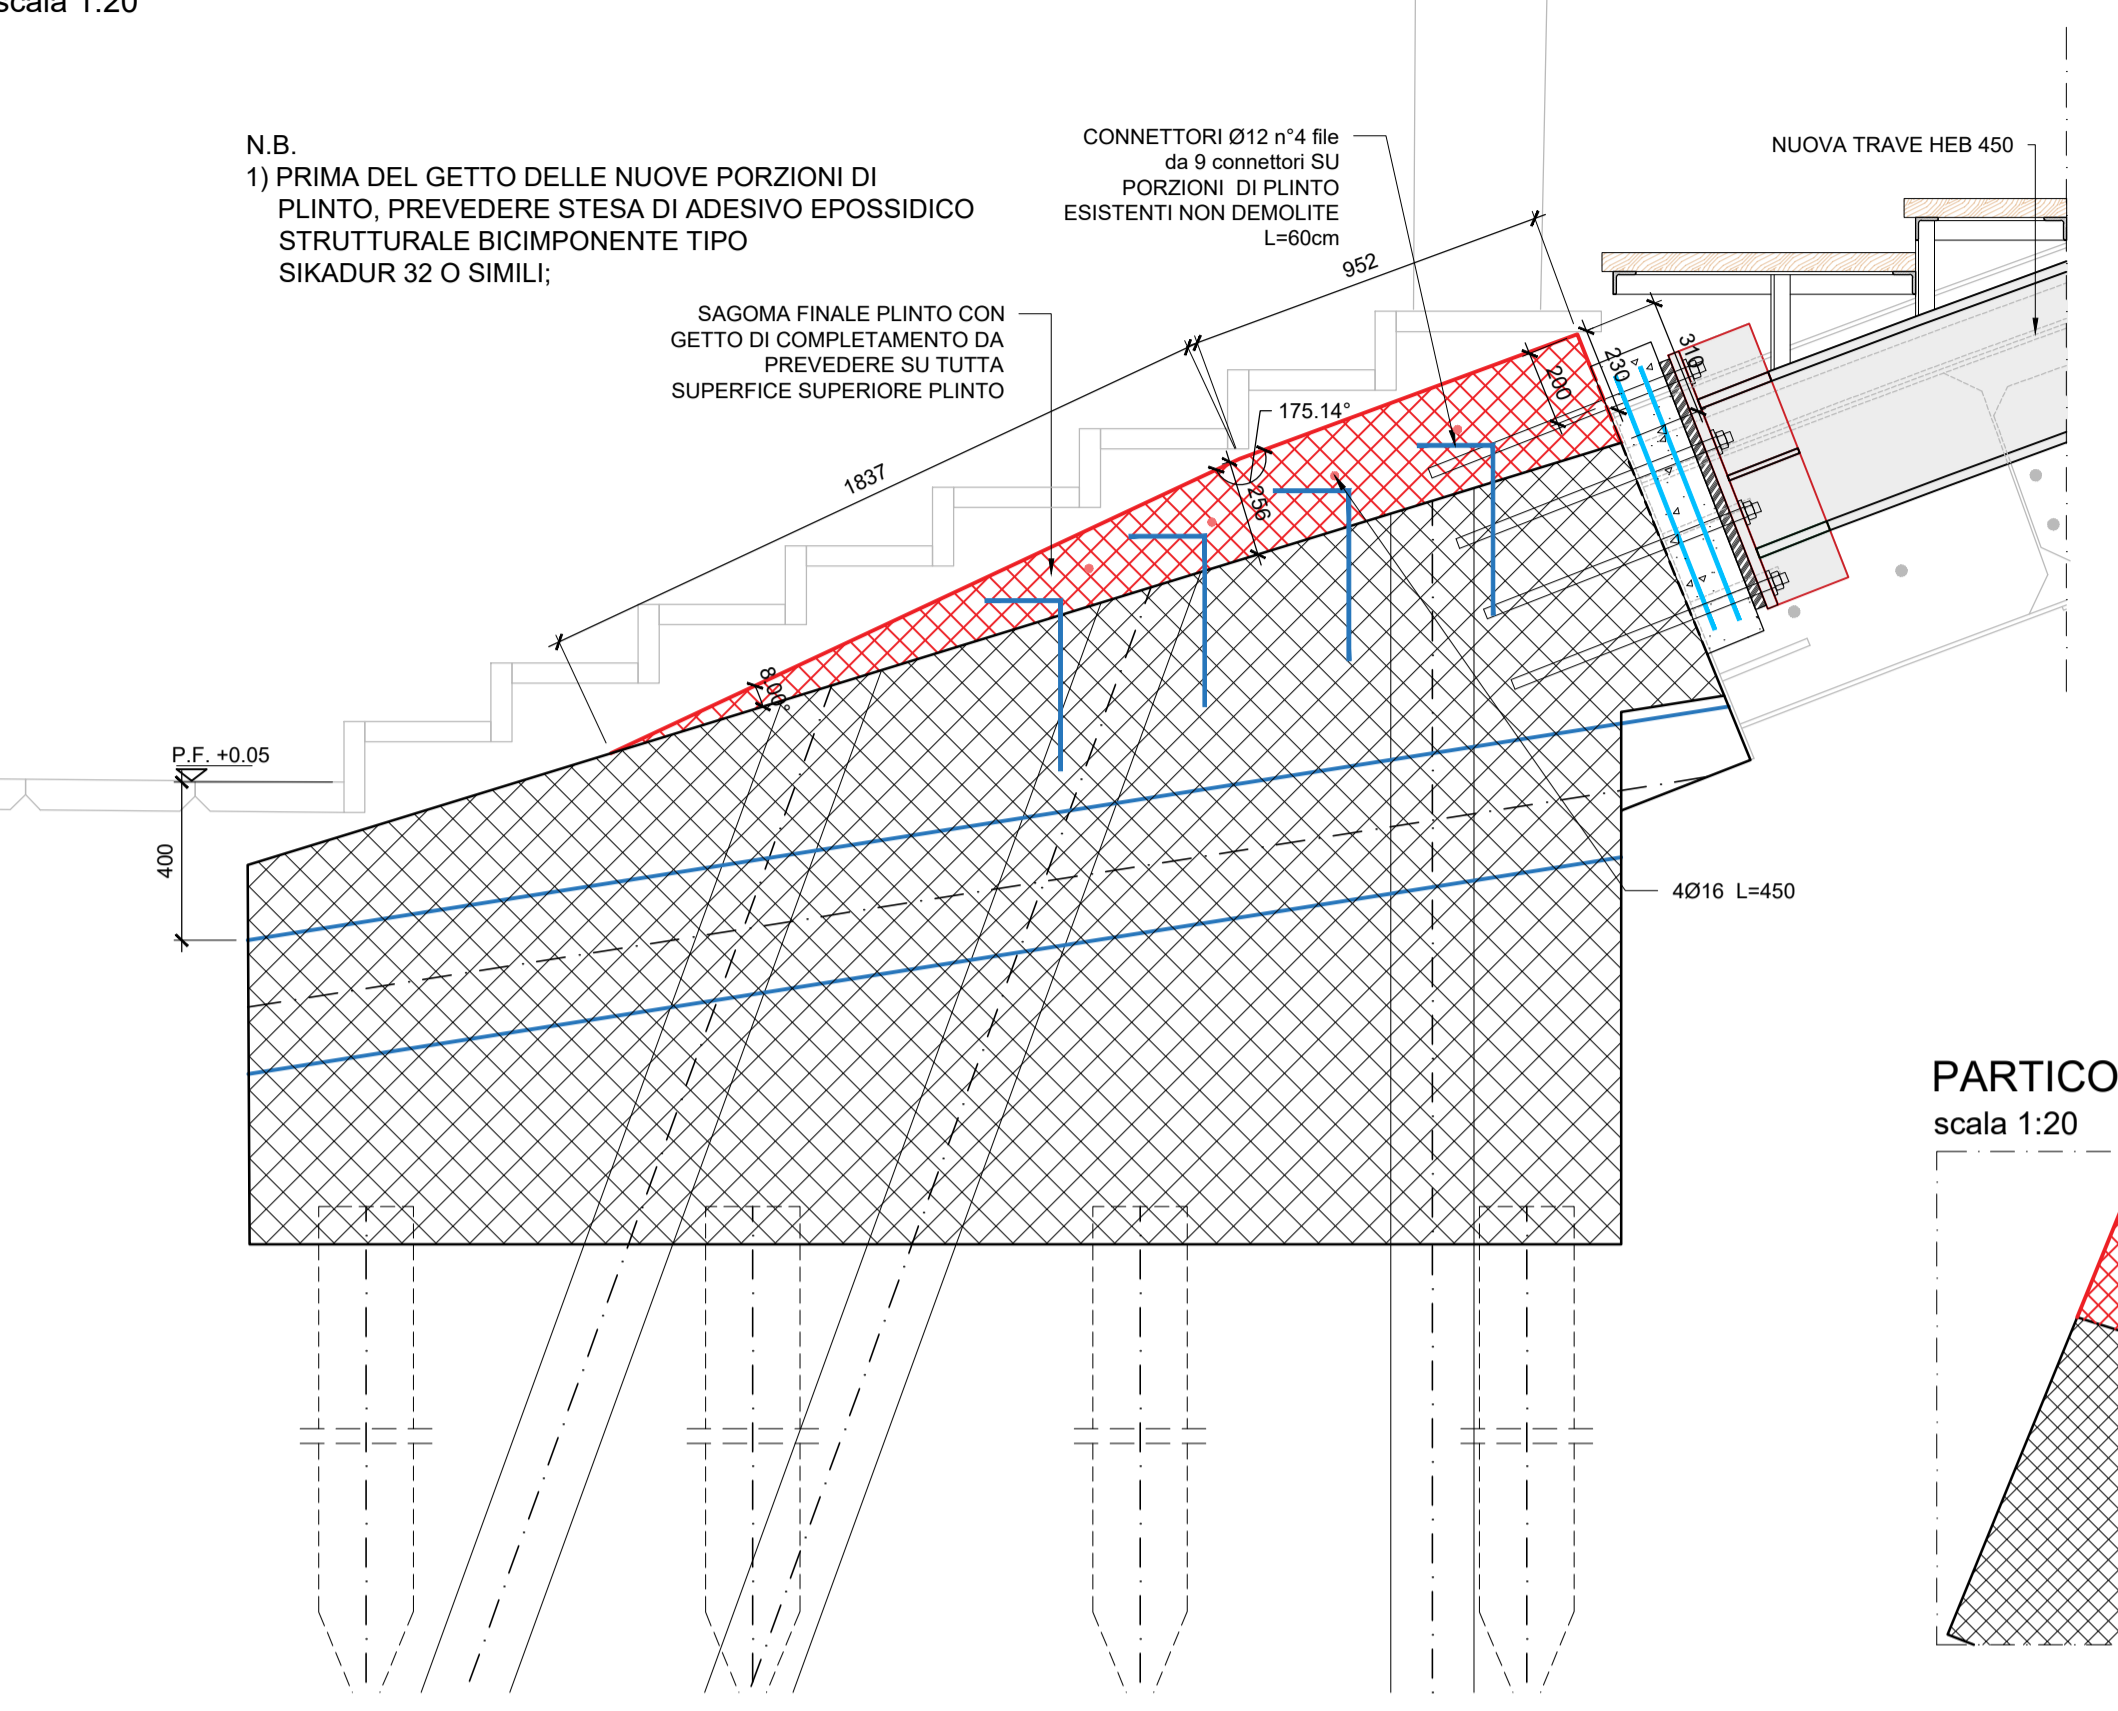 scala 1:20
N.B.
1) PRIMA DEL GETTO DELLE NUOVE PORZIONI DI
PLINTO, PREVEDERE STESA DI ADESIVO EPOSSIDICO
STRUTTURALE BICIMPONENTE TIPO
SIKADUR 32 O SIMILI;
CONNETTORI Ø12 n°4 file
da 9 connettori SU
PORZIONI DI PLINTO
ESISTENTI NON DEMOLITE
L=60cm
NUOVA TRAVE HEB 450
SAGOMA FINALE PLINTO CON
GETTO DI COMPLETAMENTO DA
PREVEDERE SU TUTTA
SUPERFICE SUPERIORE PLINTO
952
310
230
200
175.14°
1837
256
8.00°
P.F. +0.05
400
4Ø16 L=450
PARTICO
scala 1:20